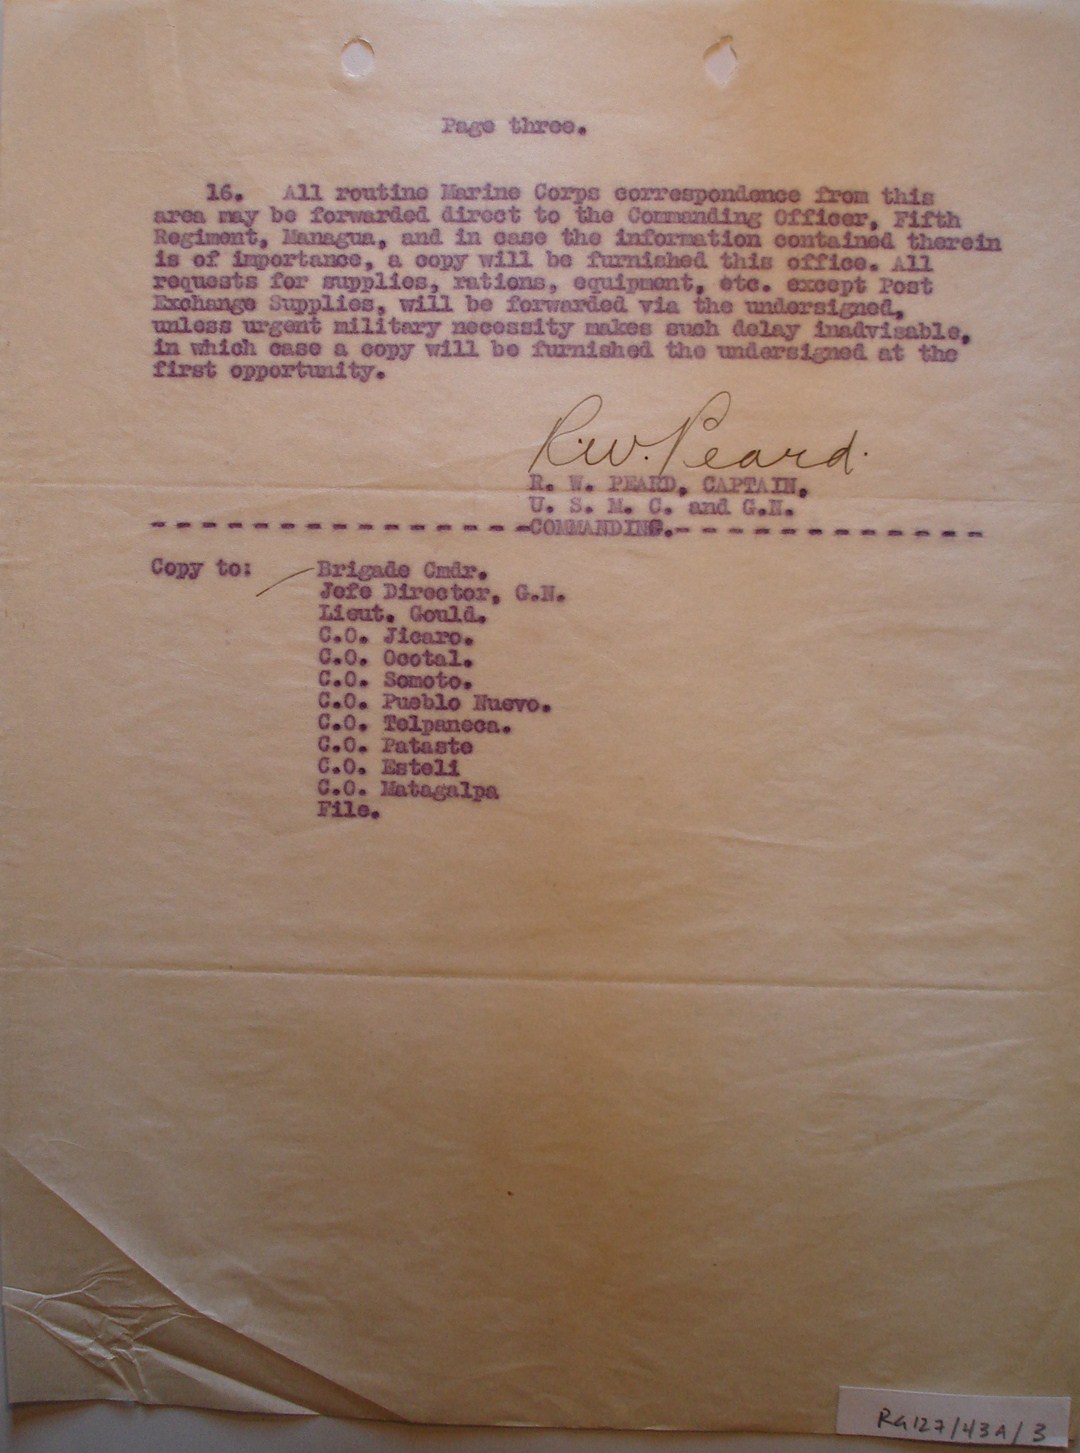 Page three.
16. All routine Marine Corps correspondence from this
area may be forwarded direct to the Commanding Officer, Fifth
Regiment, Managua, and in case the information contained therein
is of importance, a copy will be furnished this office. All
requests for supplies, rations, equipment, etc. except Post
Exchange Supplies, will be forwarded via the undersigned,
unless urgent military necessity makes such delay inadvisable,
in which case a copy will be furnished the undersigned at the
first opportunity.
R.W. Peard.
R. W. PEARD, CAPTAIN,
U. S. M. C. and G.N.
----------------COMMANDING.-------------
Copy to: Brigade Cmdr.
Jefe Director, G.N.
Lieut. Gould.
C.O. Jicaro.
C.O. Ocotal.
C.O. Somoto.
C.O. Pueblo Nuevo.
C.O. Telpaneca.
C.O. Pataste
C.O. Esteli
C.O. Matagalpa
File.
RG127/43A/3